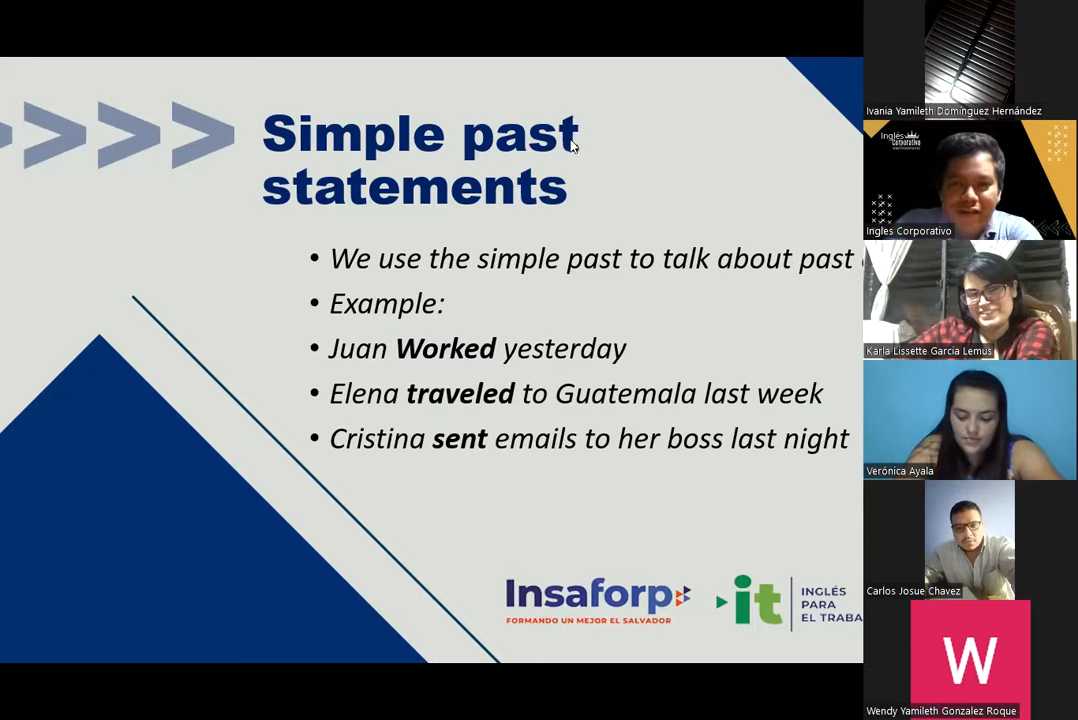 Simple past
statements
• We use the simple past to talk about past
• Example:
• Juan Worked yesterday
• Elena traveled to Guatemala last week
• Cristina sent emails to her boss last night
Insaforp
FORMANDO UN MEJOR EL SALVADOR
it
INGLÉS
PARA
EL TRABA
Ivania Yamileth Dominguez Hernández
Inglés
Corporativo
Ingles Corporativo
Karla Lissette Garcia Lemus
Verónica Ayala
Carlos Josue Chavez
W
Wendy Yamileth Gonzalez Roque